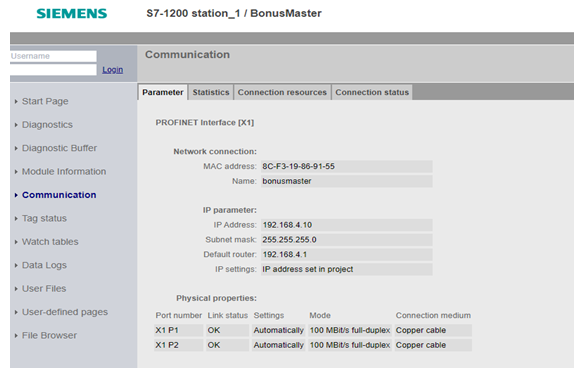 SIEMENS S7-1200 station_1 / BonusMaster
Username
Login
Start Page
Diagnostics
Diagnostic Buffer
Module Information
Communication
Tag status
Watch tables
Data Logs
User Files
User-defined pages
File Browser
Communication
Parameter Statistics Connection resources Connection status
PROFINET Interface [X1]
Network connection:
MAC address: 8C-F3-19-86-91-55
Name: bonusmaster
IP parameter:
IP Address: 192.168.4.10
Subnet mask: 255.255.255.0
Default router: 192.168.4.1
IP settings: IP address set in project
Physical properties:
Port number Link status Settings Mode Connection medium
X1 P1 OK Automatically 100 MBit/s full-duplex Copper cable
X1 P2 OK Automatically 100 MBit/s full-duplex Copper cable